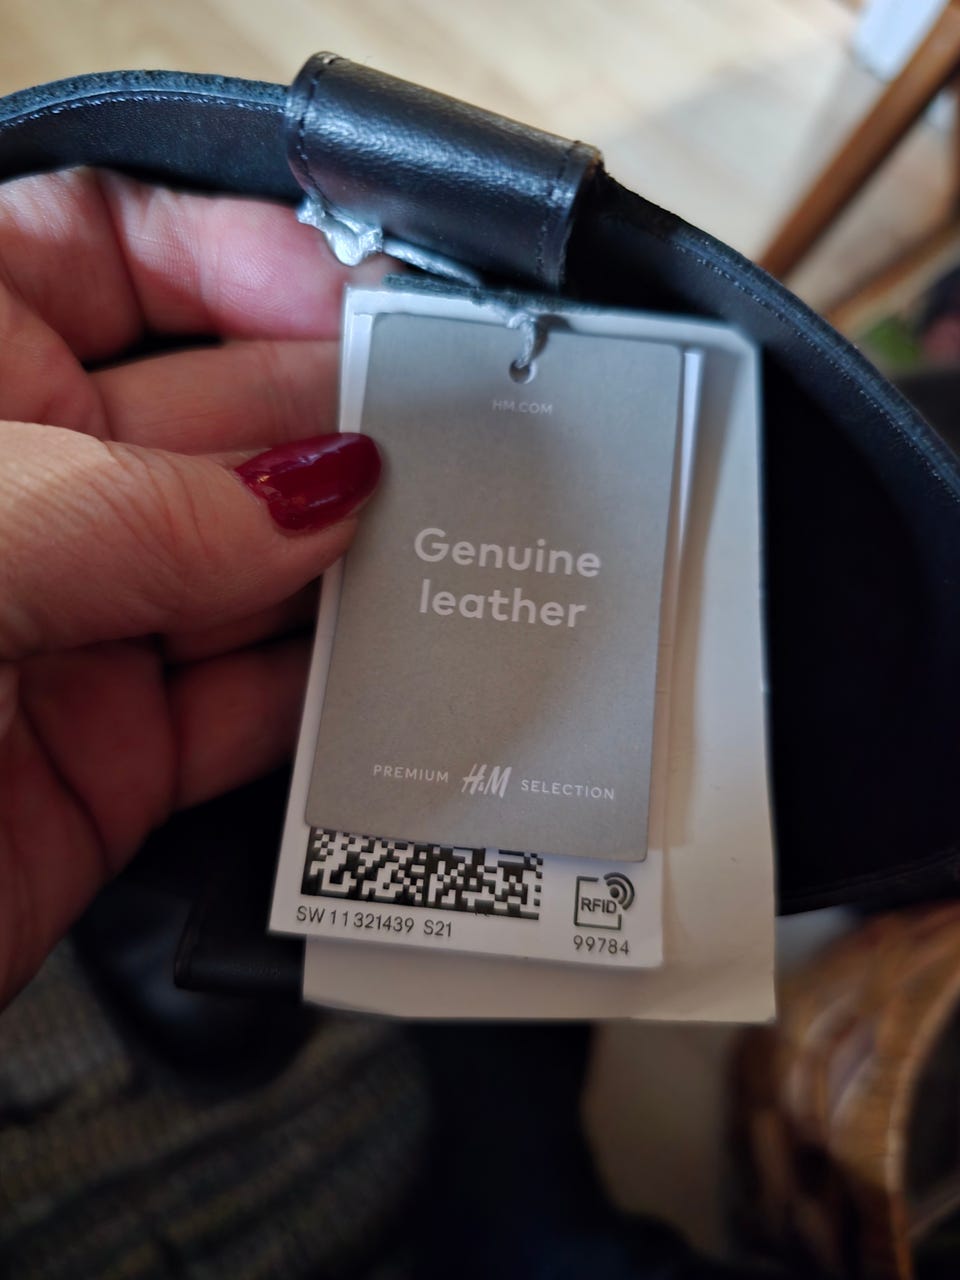 HM.COM
Genuine
leather
PREMIUM H&M SELECTION
RFID
SW 11321439 S21
99784